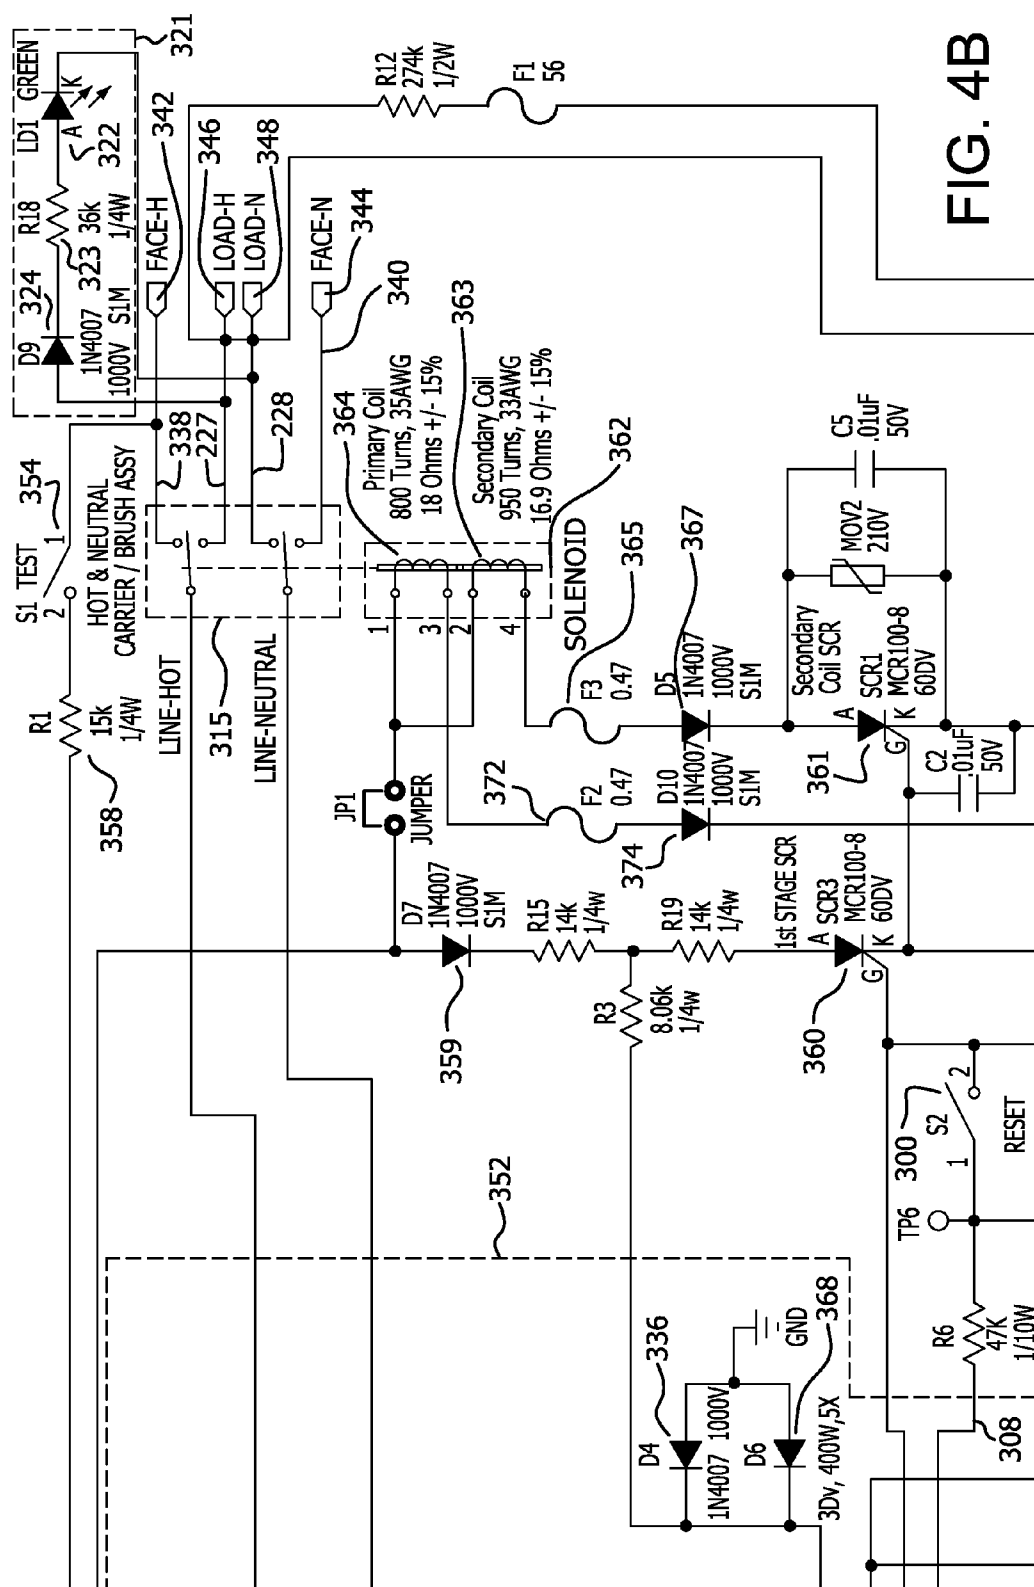 321
LD1 GREEN
A
K
322
R18
36k
1/4W
323
324
D9
1N4007
1000V S1M
FACE-H
342
LOAD-H
346
LOAD-N
348
FACE-N
344
340
R12
274k
1/2W
F1
56
FIG. 4B
354
S1 TEST
2
1
HOT & NEUTRAL
CARRIER / BRUSH ASSY
338
227
228
R1
15k
1/4W
358
LINE-HOT
315
LINE-NEUTRAL
364
Primary Coil
800 Turns, 35AWG
18 Ohms +/- 15%
363
Secondary Coil
950 Turns, 33AWG
16.9 Ohms +/- 15%
362
1
3
2
4
SOLENOID
365
JP1
JUMPER
372
F2
0.47
F3
0.47
367
D5
1N4007
1000V
S1M
D10
1N4007
1000V
S1M
374
D7
1N4007
1000V
S1M
359
R15
14k
1/4w
R19
14k
1/4w
R3
8.06k
1/4w
1st STAGE SCR
A SCR3
MCR100-8
60DV
K
G
360
Secondary
Coil SCR
A SCR1
MCR100-8
60DV
K
G
361
MOV2
210V
C5
.01uF
50V
C2
.01uF
50V
300
S2
1
2
RESET
TP6
352
336
D4
1N4007 1000V
GND
D6
368
3Dv, 400W,5X
R6
47K
1/10W
308